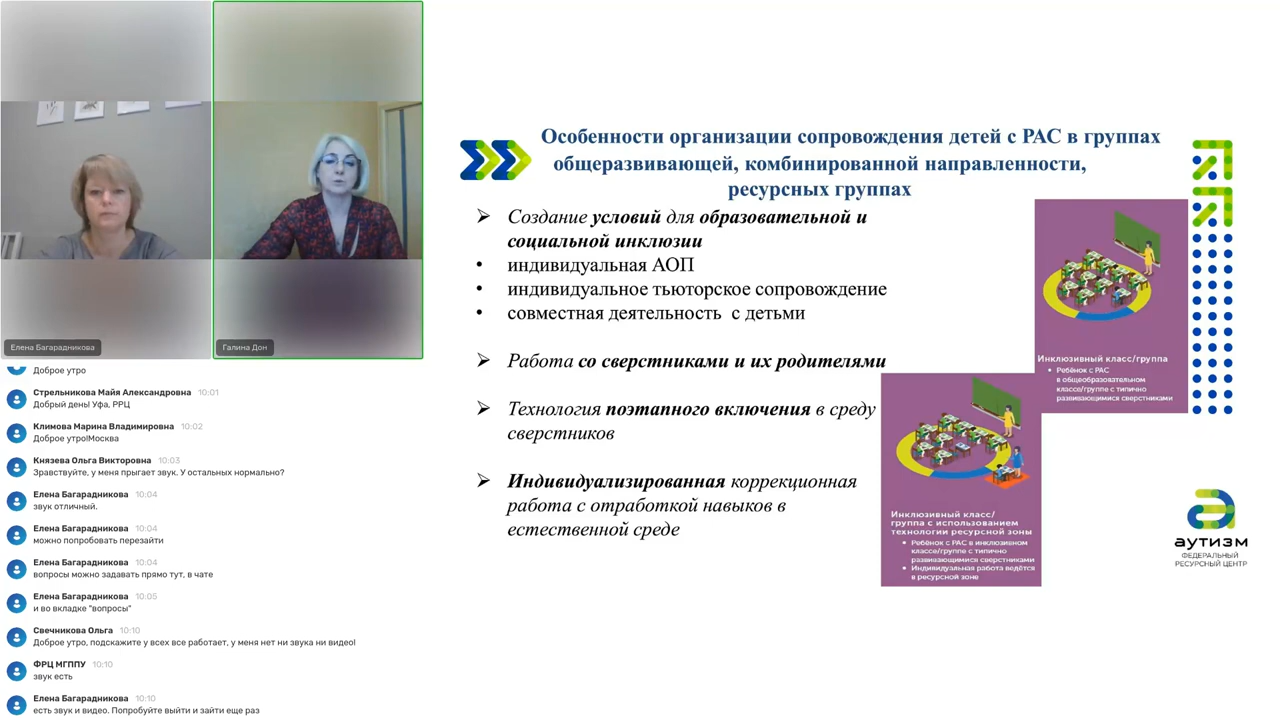 Елена Багарадникова
Галина Дон
Доброе утро
Стрельникова Майя Александровна 10:01
Добрый день! Уфа, РРЦ
Климова Марина Владимировна 10:02
Доброе утро!Москва
Князева Ольга Викторовна 10:03
Зравствуйте, у меня прыгает звук. У остальных нормально?
Елена Багарадникова 10:04
звук отличный.
Елена Багарадникова 10:04
можно попробовать перезайти
Елена Багарадникова 10:04
вопросы можно задавать прямо тут, в чате
Елена Багарадникова 10:05
и во вкладке "вопросы"
Свечникова Ольга 10:10
Доброе утро, подскажите у всех все работает, у меня нет ни звука ни видео!
ФРЦ МГППУ 10:10
звук есть
Елена Багарадникова 10:10
есть звук и видео. Попробуйте выйти и зайти еще раз
Особенности организации сопровождения детей с РАС в группах
общеразвивающей, комбинированной направленности,
ресурсных группах
Создание условий для образовательной и
социальной инклюзии
• индивидуальная АОП
• индивидуальное тьюторское сопровождение
• совместная деятельность с детьми
Работа со сверстниками и их родителями
Технология поэтапного включения в среду
сверстников
Индивидуализированная коррекционная
работа с отработкой навыков в
естественной среде
Инклюзивный класс/группа
• Ребёнок с РАС
в общеобразовательном
классе/группе с типично
развивающимися сверстниками
Инклюзивный класс/
группа с использованием
технологии ресурсной зоны
• Ребёнок с РАС в инклюзивном
классе/группе с типично
развивающимися сверстниками
• Индивидуальная работа ведётся
в ресурсной зоне
аутизм
ФЕДЕРАЛЬНЫЙ
РЕСУРСНЫЙ ЦЕНТР